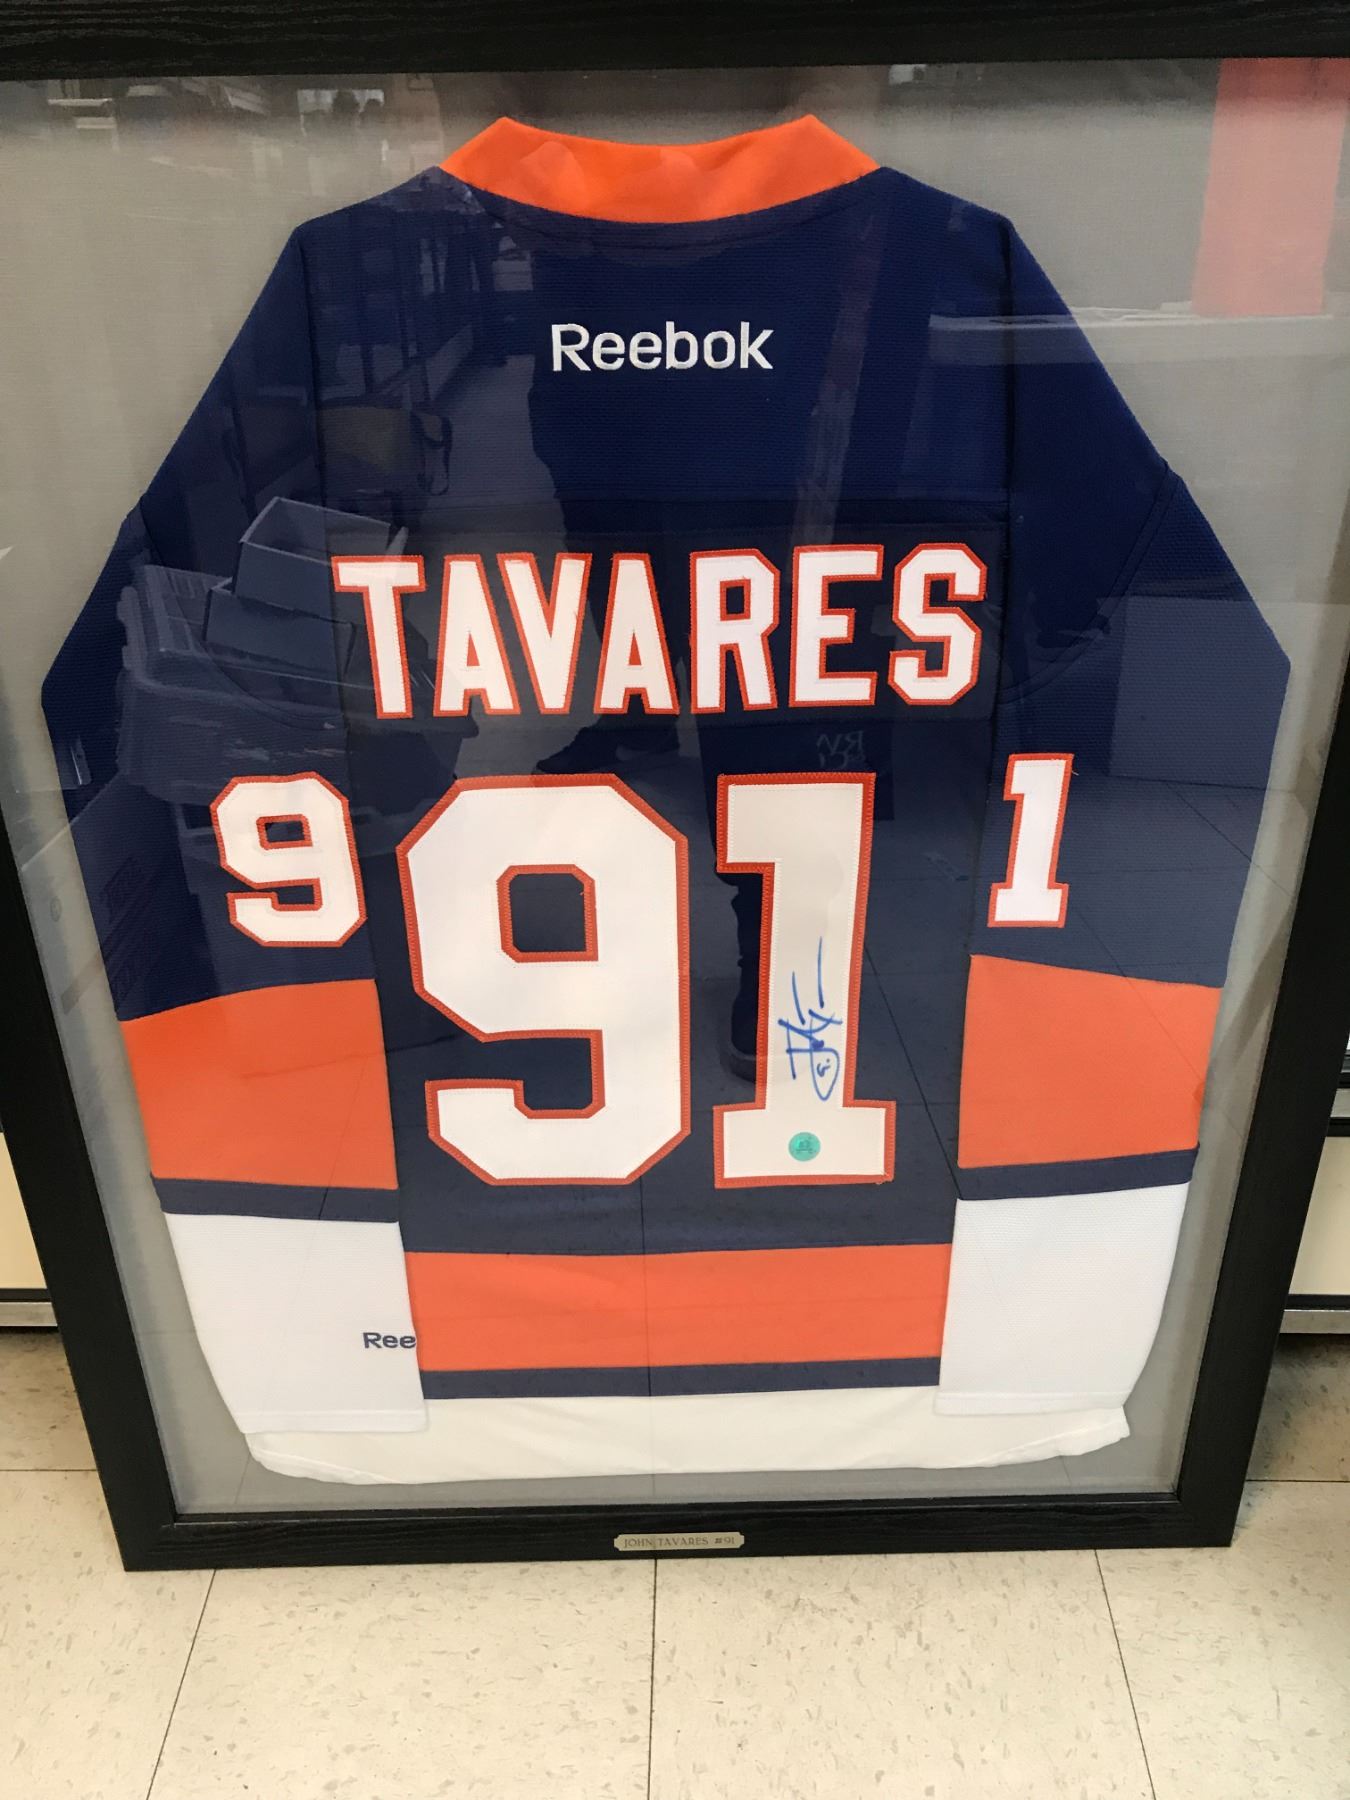 Reebok
TAVARES
9 91 1
Ree
JOHN TAVARES #91